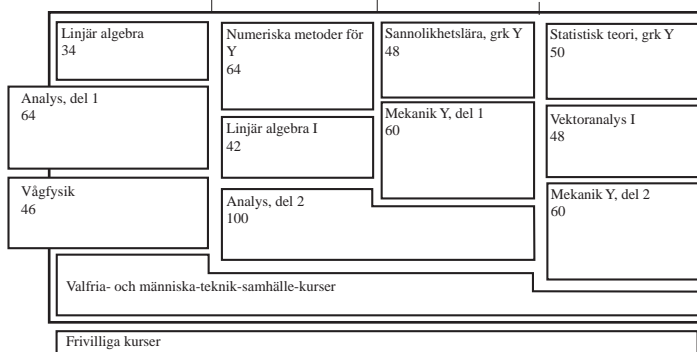 Linjär algebra
34
Analys, del 1
64
Vågfysik
46
Numeriska metoder för
Y
64
Linjär algebra I
42
Analys, del 2
100
Sannolikhetslära, grk Y
48
Mekanik Y, del 1
60
Statistisk teori, grk Y
50
Vektoranalys I
48
Mekanik Y, del 2
60
Valfria- och människa-teknik-samhälle-kurser
Frivilliga kurser